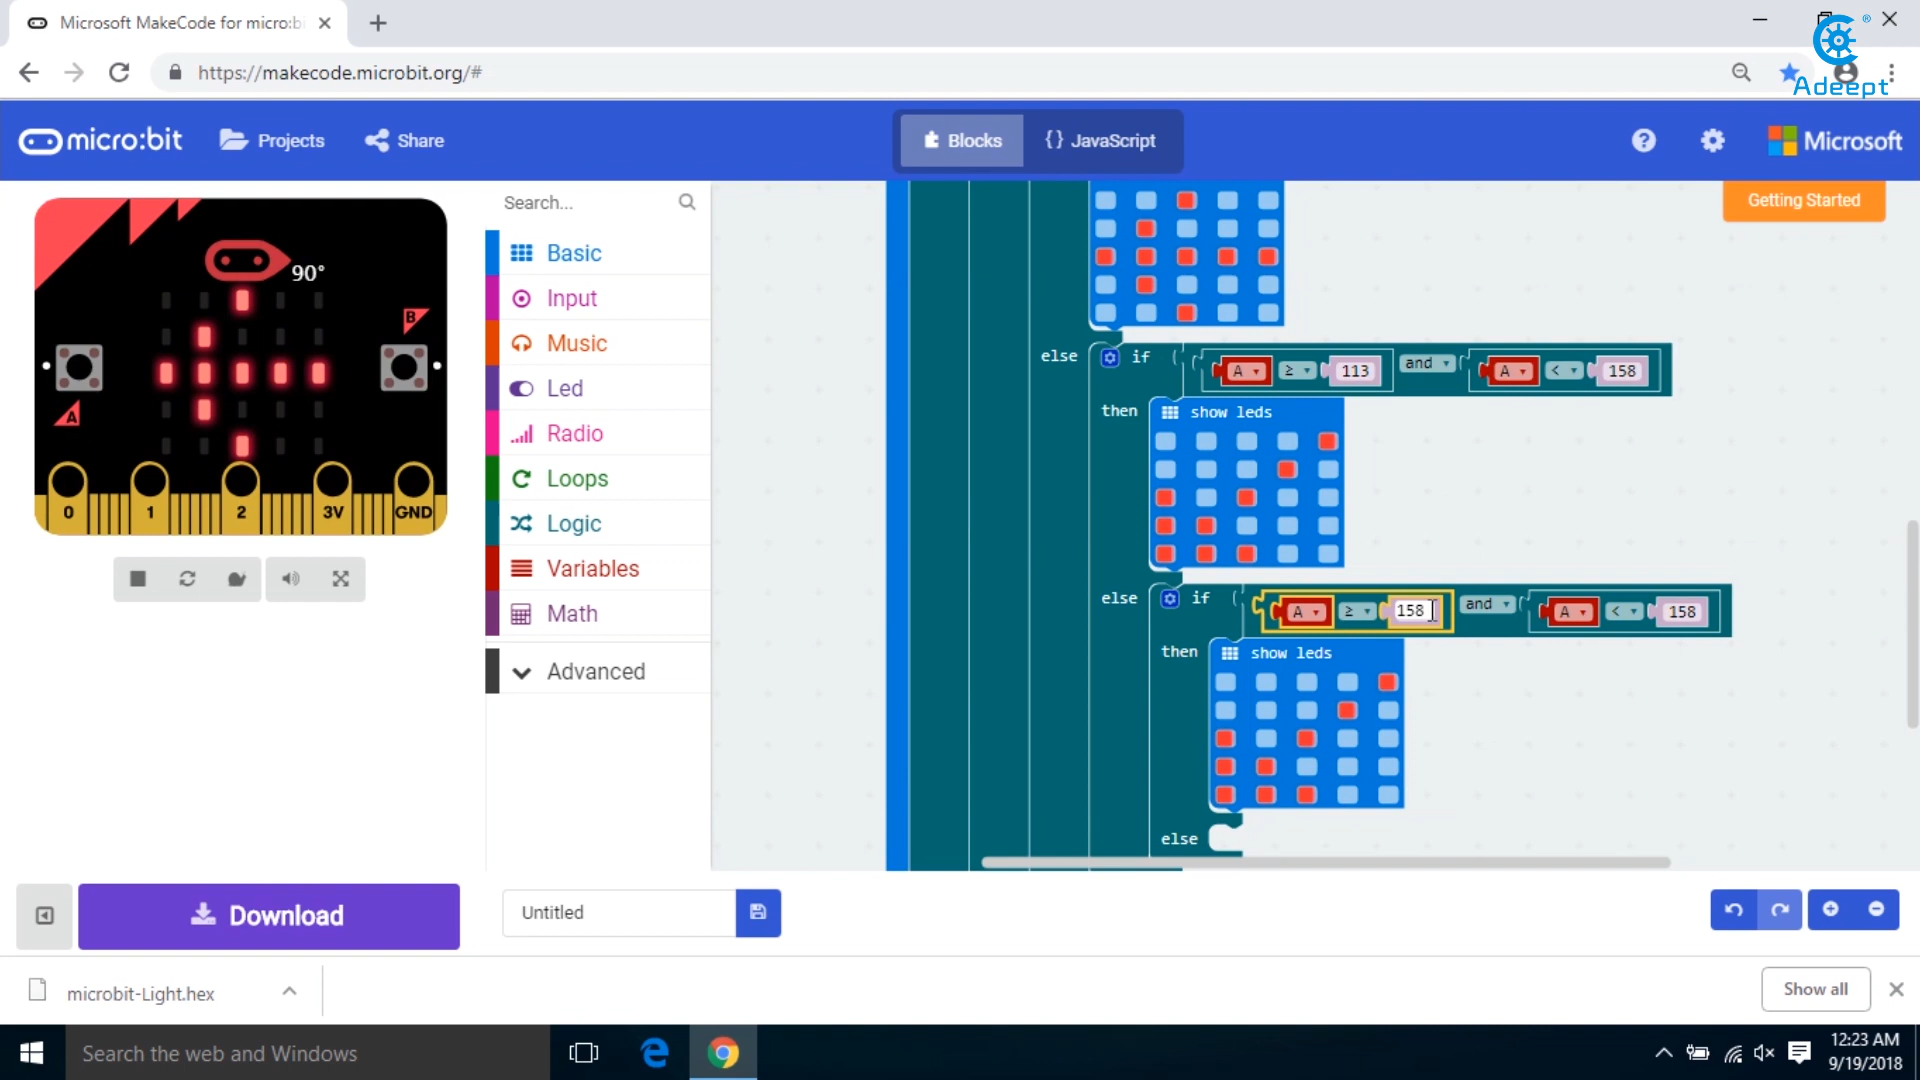 Microsoft MakeCode for micro:bi
https://makecode.microbit.org/#
Adeept
®
micro:bit
Projects
Share
Blocks
{} JavaScript
Microsoft
Getting Started
90°
B
A
0
1
2
3V
GND
Search...
Basic
Input
Music
Led
Radio
Loops
Logic
Variables
Math
Advanced
else if A ≥ 113 and A < 158
then show leds
else if A ≥ 158 and A < 158
then show leds
else
Download
Untitled
microbit-Light.hex
Show all
Search the web and Windows
12:23 AM
9/19/2018